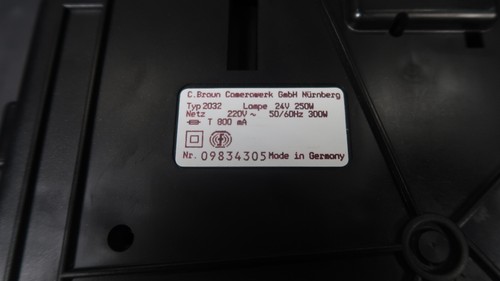 C. Braun Camerawerk GmbH Nürnberg
Typ 2032 Lampe 24V 250W
Netz 220V ~ 50/60Hz 300W
T 800 mA
Nr. 09834305 Made in Germany